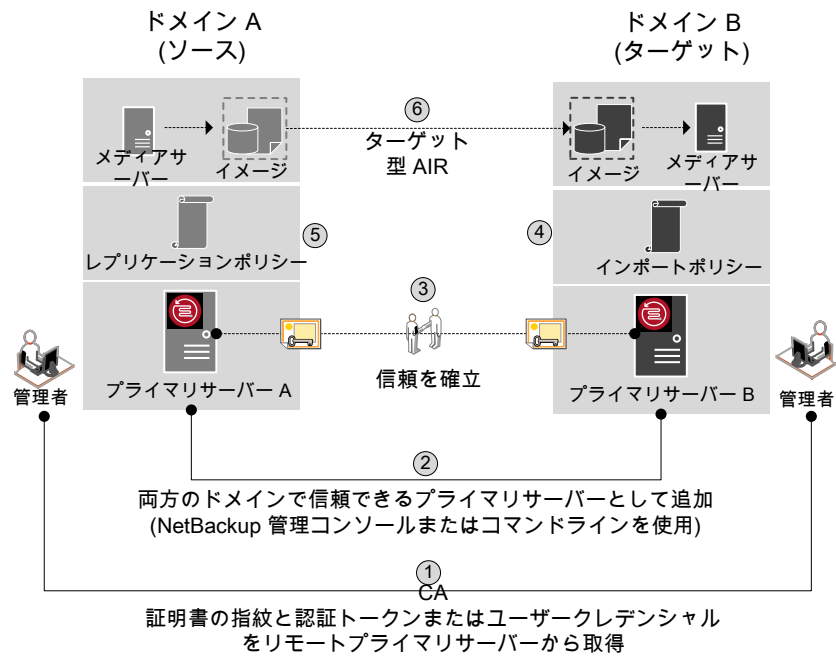 ドメイン A
(ソース)
ドメイン B
(ターゲット)
メディアサ
ーバー
イメージ
6
ターゲット
型 AIR
イメージ
メディアサ
ーバー
レプリケーションポリシー
5
4
インポートポリシー
3
信頼を確立
管理者
プライマリサーバー A
プライマリサーバー B
管理者
2
両方のドメインで信頼できるプライマリサーバーとして追加
(NetBackup 管理コンソールまたはコマンドラインを使用)
1
CA
証明書の指紋と認証トークンまたはユーザークレデンシャル
をリモートプライマリサーバーから取得